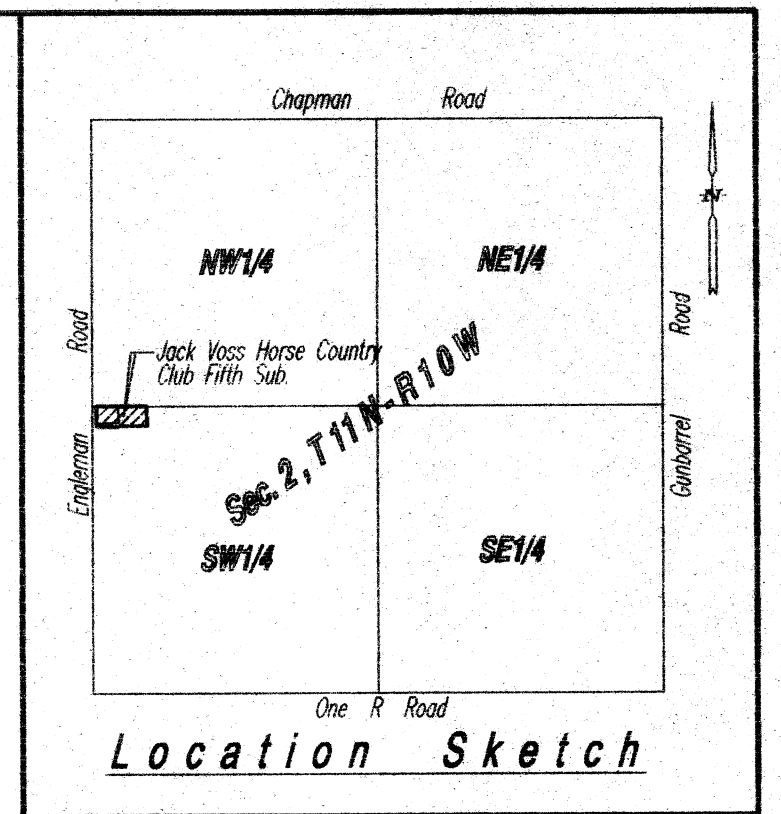 Chapman Road
N
NW1/4
NE1/4
Engleman Road
Gunbarrel Road
Jack Voss Horse Country
Club Fifth Sub.
Sec. 2, T11N-R10W
SW1/4
SE1/4
One R Road
Location Sketch